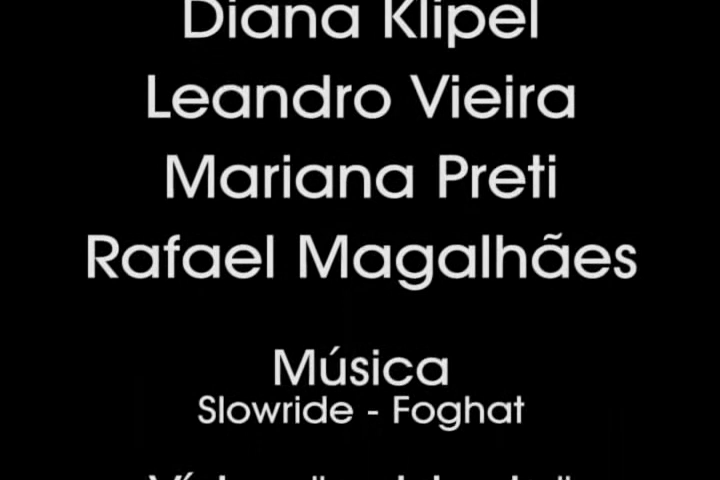 Diana Klipel
Leandro Vieira
Mariana Preti
Rafael Magalhães
Música
Slowride - Foghat